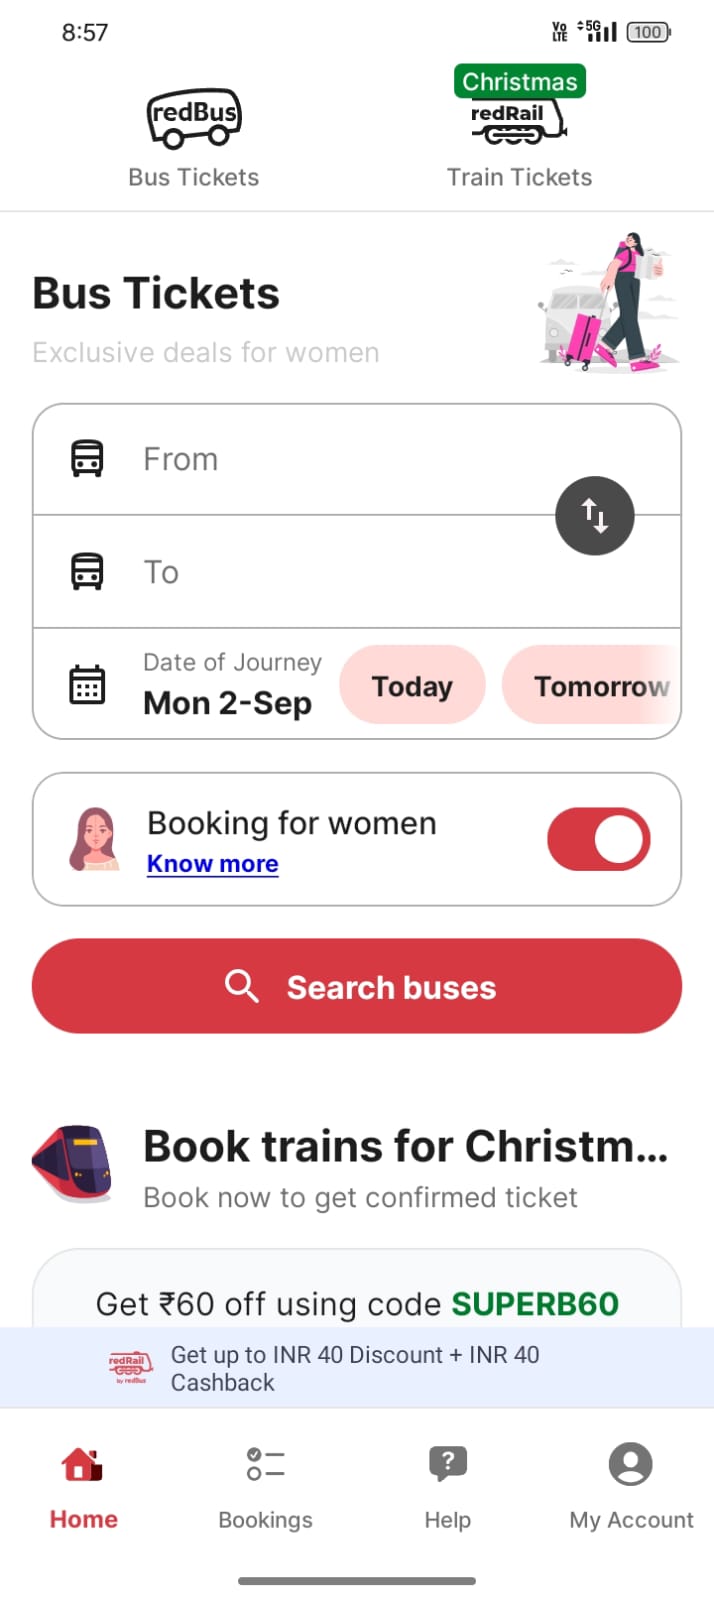 8:57
Vo LTE 5G 100
Christmas
redBus
redRail
Bus Tickets
Train Tickets
Bus Tickets
Exclusive deals for women
From
To
Date of Journey
Mon 2-Sep
Today
Tomorrow
Booking for women
Know more
Search buses
Book trains for Christm...
Book now to get confirmed ticket
Get ₹60 off using code SUPERB60
redRail
by redBus
Get up to INR 40 Discount + INR 40
Cashback
Home
Bookings
Help
My Account